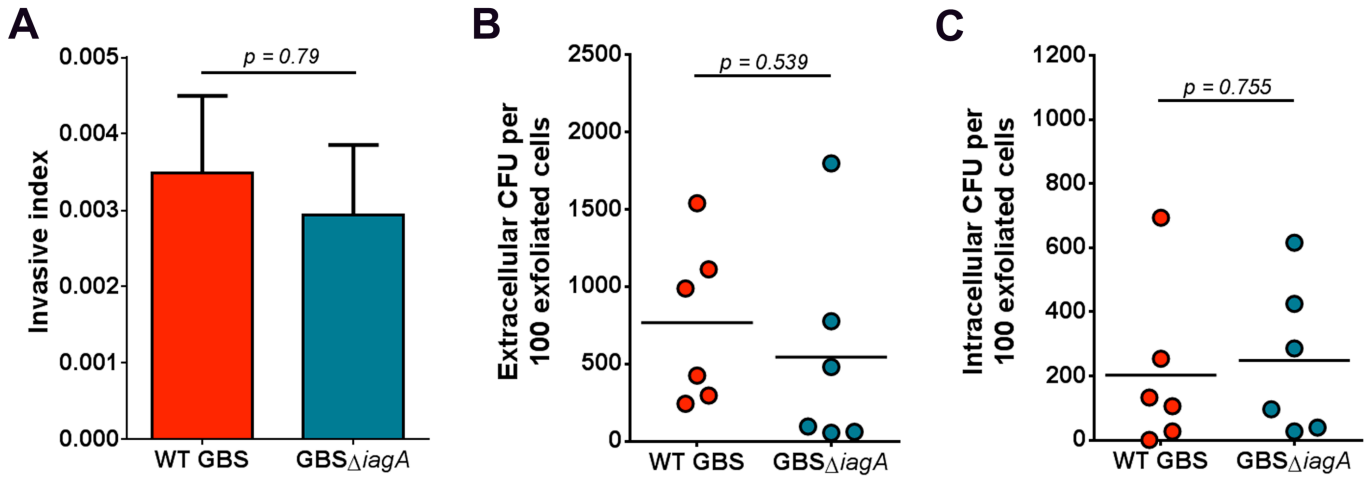 A
Invasive index
0.005
0.004
0.003
0.002
0.001
0.000
p = 0.79
WT GBS
GBSΔiagA
B
Extracellular CFU per
100 exfoliated cells
2500
2000
1500
1000
500
0
p = 0.539
WT GBS
GBSΔiagA
C
Intracellular CFU per
100 exfoliated cells
1200
1000
800
600
400
200
0
p = 0.755
WT GBS
GBSΔiagA